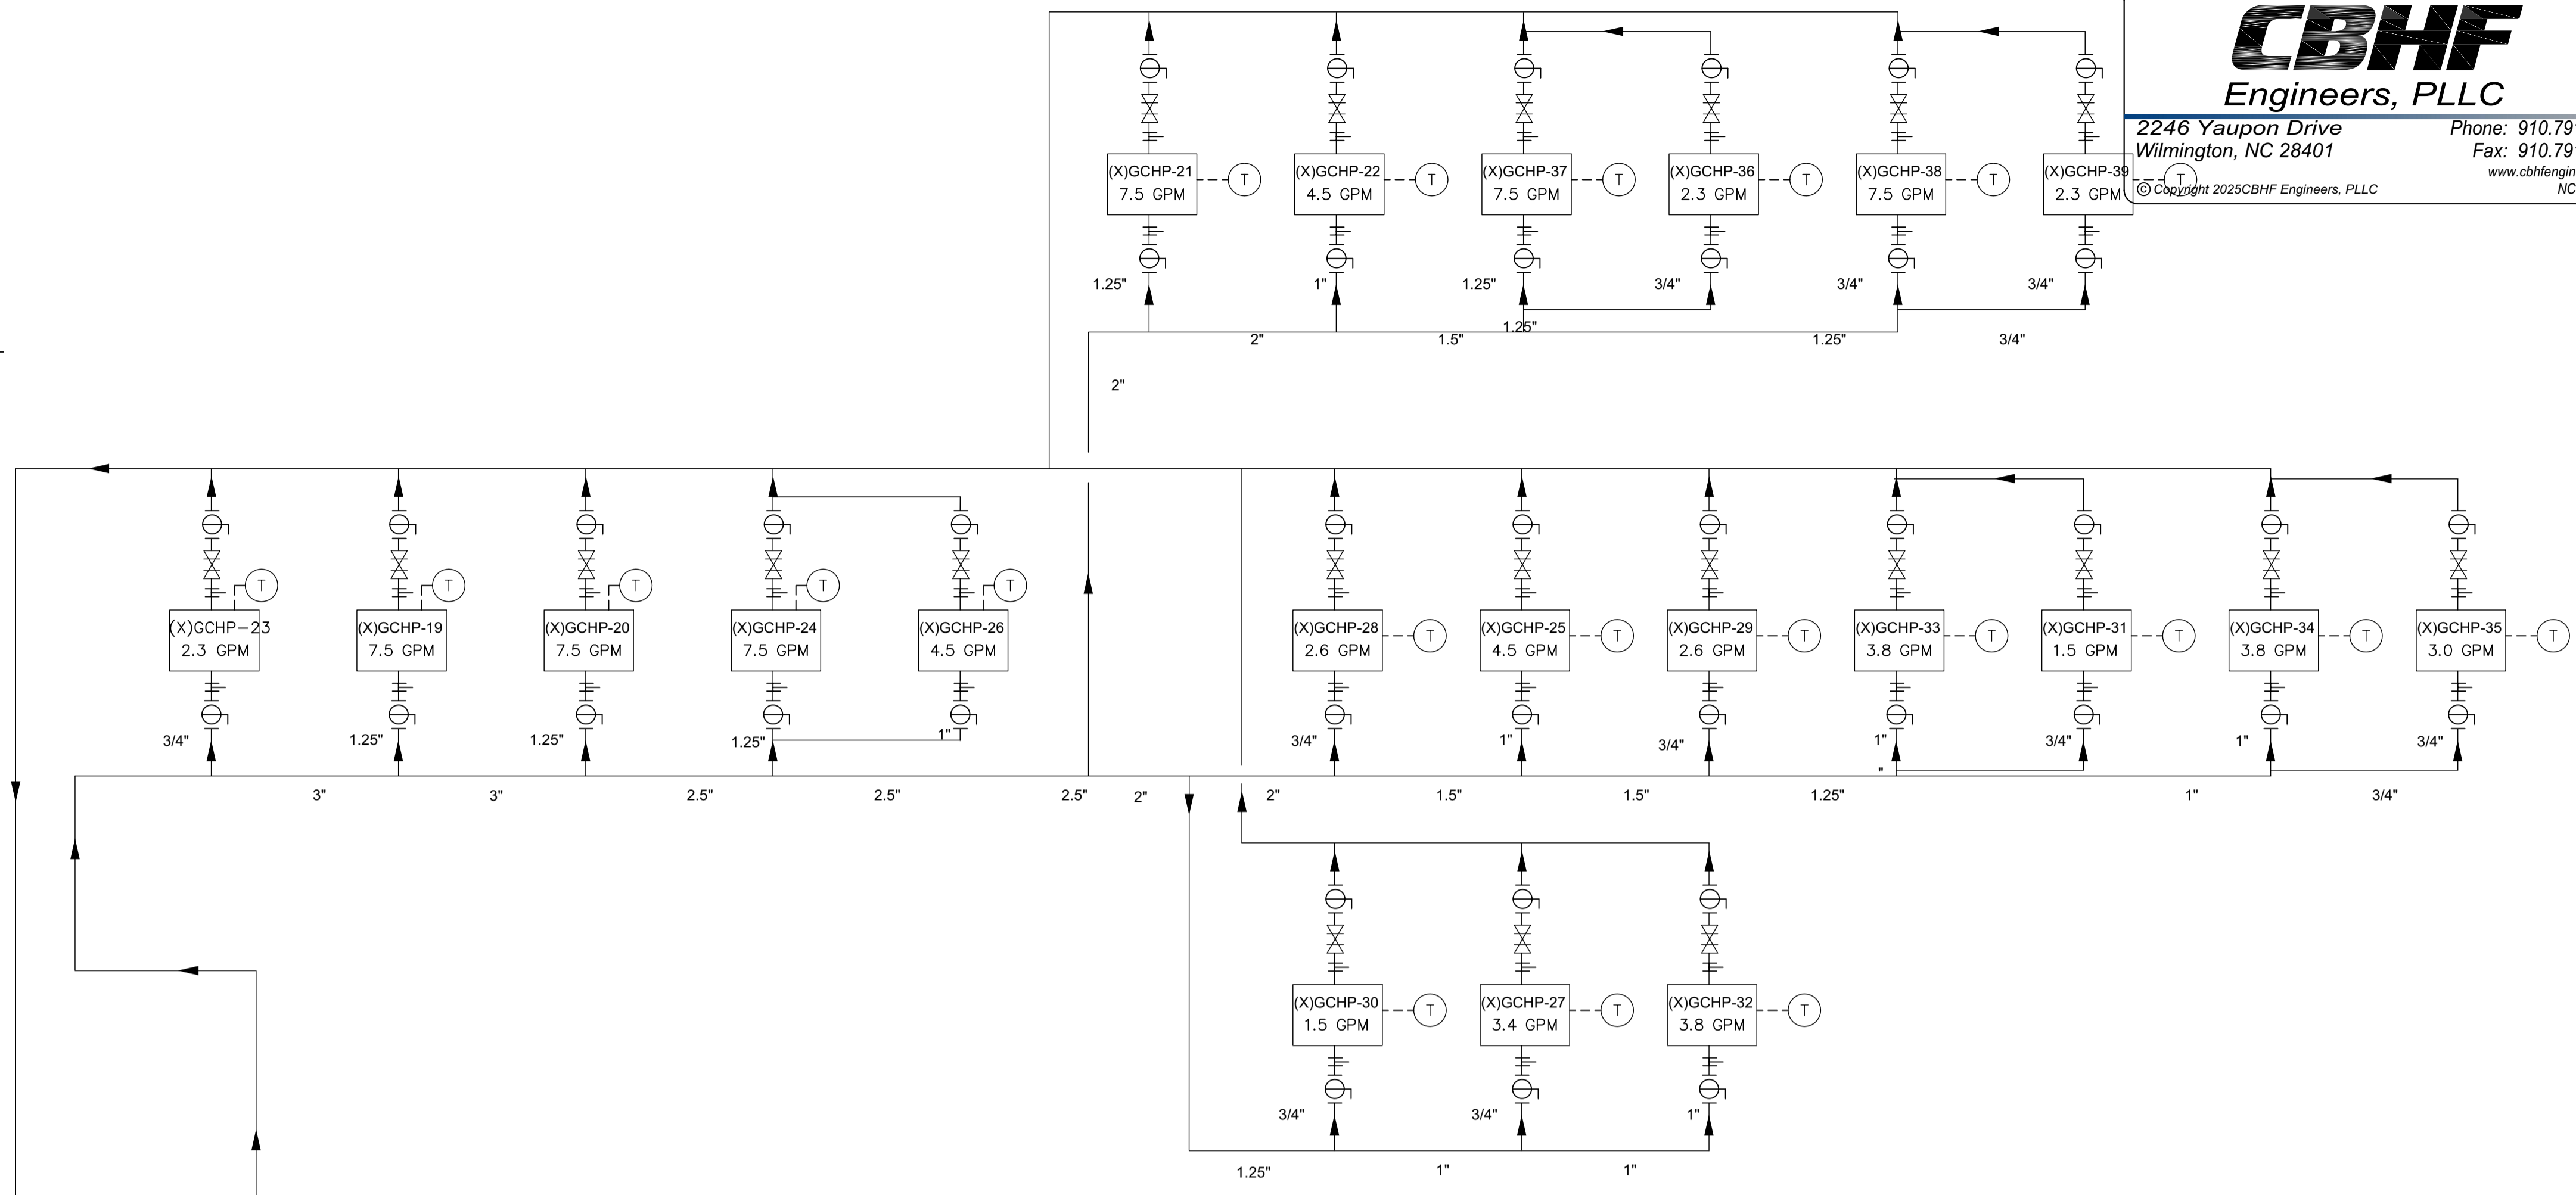 CBHF
Engineers, PLLC
2246 Yaupon Drive
Phone: 910.79
Wilmington, NC 28401
Fax: 910.79
www.cbhfengin
© Copyright 2025CBHF Engineers, PLLC
NC
(X)GCHP-21
7.5 GPM
T
(X)GCHP-22
4.5 GPM
T
(X)GCHP-37
7.5 GPM
T
(X)GCHP-36
2.3 GPM
T
(X)GCHP-38
7.5 GPM
T
(X)GCHP-39
2.3 GPM
T
1.25"
1"
1.25"
3/4"
3/4"
3/4"
1.25"
2"
1.5"
1.25"
3/4"
2"
(X)GCHP-23
2.3 GPM
T
(X)GCHP-19
7.5 GPM
T
(X)GCHP-20
7.5 GPM
T
(X)GCHP-24
7.5 GPM
T
(X)GCHP-26
4.5 GPM
T
(X)GCHP-28
2.6 GPM
T
(X)GCHP-25
4.5 GPM
T
(X)GCHP-29
2.6 GPM
T
(X)GCHP-33
3.8 GPM
T
(X)GCHP-31
1.5 GPM
T
(X)GCHP-34
3.8 GPM
T
(X)GCHP-35
3.0 GPM
T
3/4"
1.25"
1.25"
1.25"
1"
3/4"
1"
3/4"
1"
3/4"
1"
3/4"
"
3"
3"
2.5"
2.5"
2.5"
2"
2"
1.5"
1.5"
1.25"
1"
3/4"
(X)GCHP-30
1.5 GPM
T
(X)GCHP-27
3.4 GPM
T
(X)GCHP-32
3.8 GPM
T
3/4"
3/4"
1"
1.25"
1"
1"